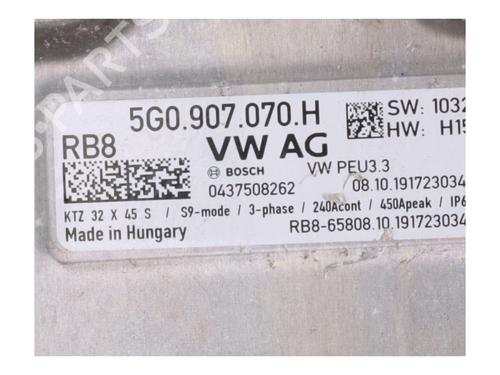 5G0.907.070.H
SW: 1032
RB8 VW AG HW: H15
BOSCH VW PEU3.3
0437508262 08.10.191723034
KTZ 32 X 45 S / S9-mode / 3-phase / 240Acont / 450Apeak / IP6
Made in Hungary RB8-65808.10.191723034